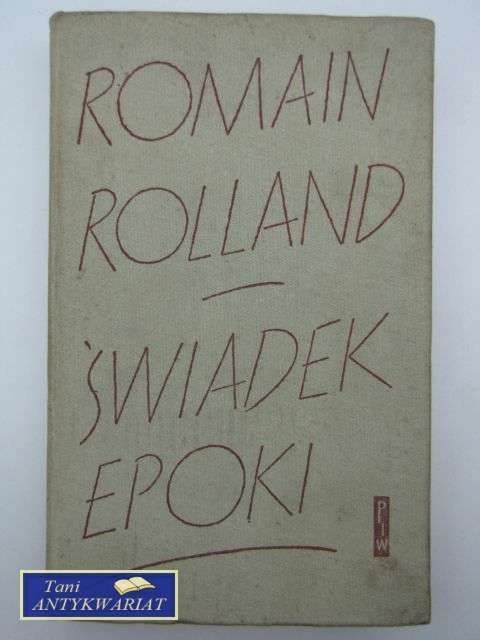 ROMAIN
ROLLAND
ŚWIADEK
EPOKI
PIW
Tani
ANTYKWARIAT